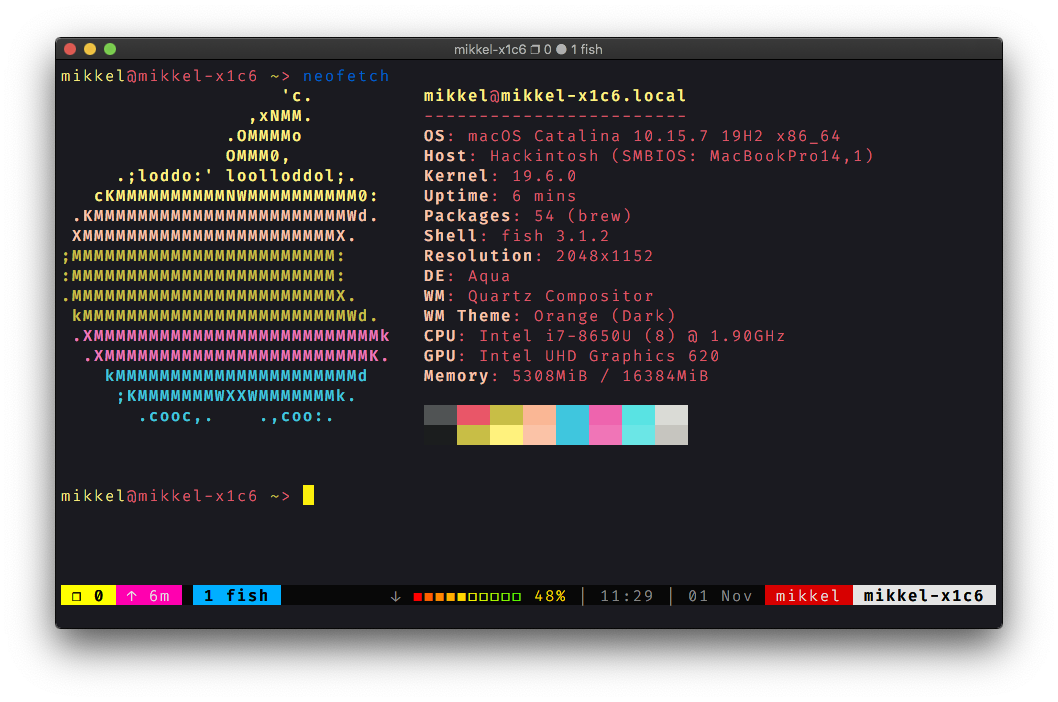 mikkel-x1c6 ❐ 0 ● 1 fish
mikkel@mikkel-x1c6 ~> neofetch
'c.
,xNMM.
.OMMMMo
OMMM0,
.;loddo:' loolloddol;.
cKMMMMMMMMMMNWMMMMMMMMMM0:
.KMMMMMMMMMMMMMMMMMMMMMMMWd.
XMMMMMMMMMMMMMMMMMMMMMMMX.
;MMMMMMMMMMMMMMMMMMMMMMMM:
:MMMMMMMMMMMMMMMMMMMMMMMM:
.MMMMMMMMMMMMMMMMMMMMMMMMX.
kMMMMMMMMMMMMMMMMMMMMMMMMWd.
.XMMMMMMMMMMMMMMMMMMMMMMMMMMk
.XMMMMMMMMMMMMMMMMMMMMMMMMK.
kMMMMMMMMMMMMMMMMMMMMMMd
;KMMMMMMMWXXWMMMMMMMk.
.cooc,.    .,coo:.
mikkel@mikkel-x1c6.local
------------------------
OS: macOS Catalina 10.15.7 19H2 x86_64
Host: Hackintosh (SMBIOS: MacBookPro14,1)
Kernel: 19.6.0
Uptime: 6 mins
Packages: 54 (brew)
Shell: fish 3.1.2
Resolution: 2048x1152
DE: Aqua
WM: Quartz Compositor
WM Theme: Orange (Dark)
CPU: Intel i7-8650U (8) @ 1.90GHz
GPU: Intel UHD Graphics 620
Memory: 5308MiB / 16384MiB
mikkel@mikkel-x1c6 ~>
❐ 0 ↑ 6m 1 fish ↓ ■■■■■□□□□□ 48% | 11:29 | 01 Nov mikkel mikkel-x1c6